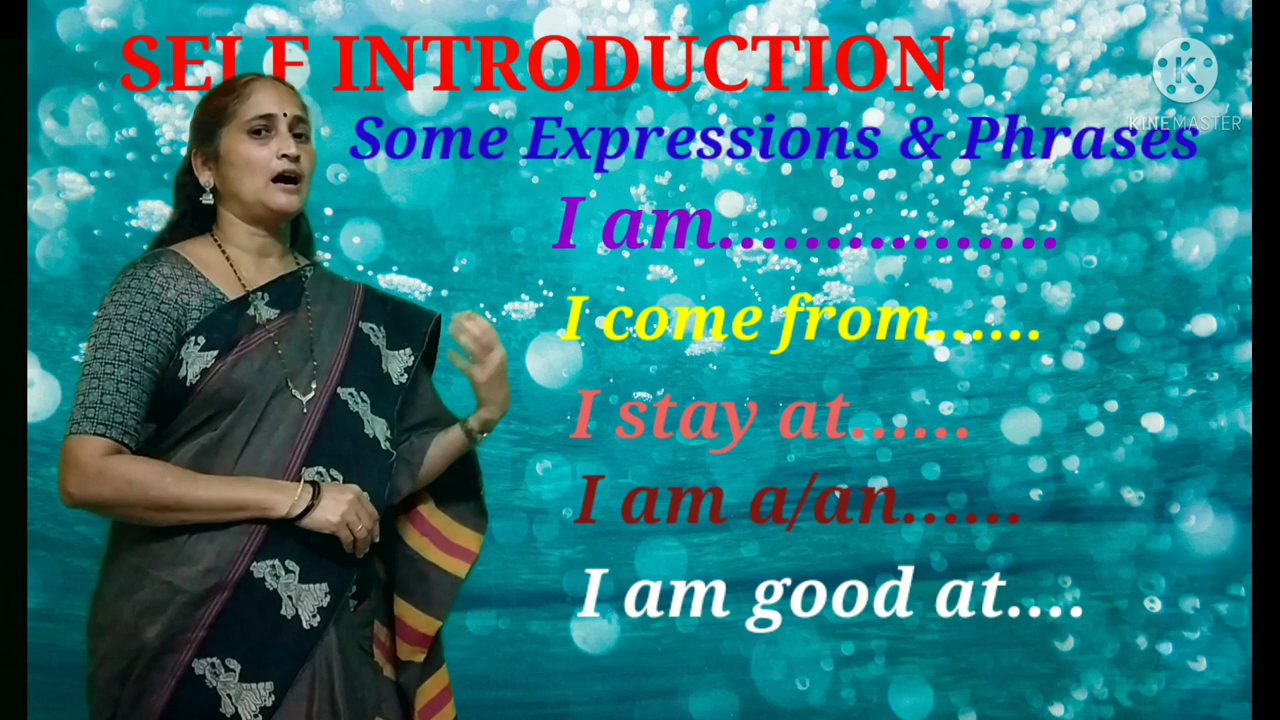 SELF INTRODUCTION
K
KINEMASTER
Some Expressions & Phrases
I am................
I come from......
I stay at......
I am a/an......
I am good at....